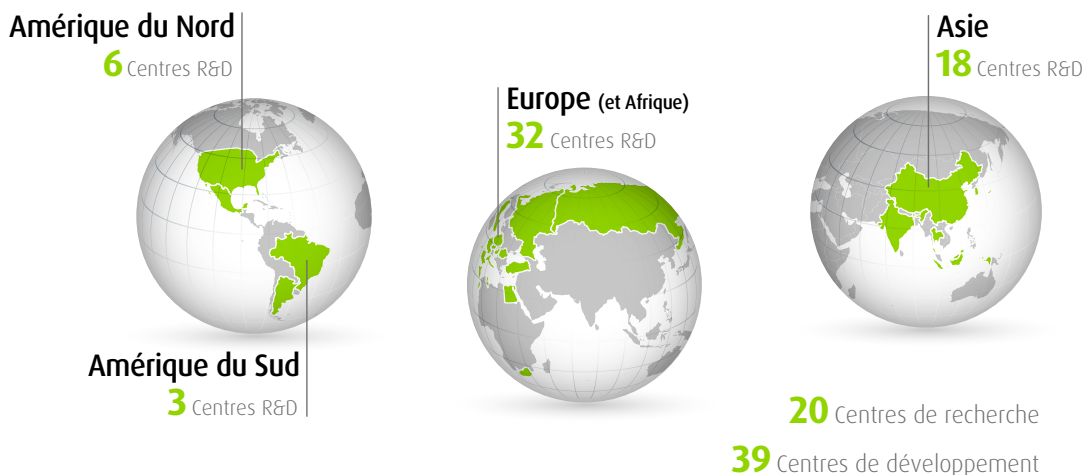 Amérique du Nord
6 Centres R&D
Amérique du Sud
3 Centres R&D
Europe (et Afrique)
32 Centres R&D
Asie
18 Centres R&D
20 Centres de recherche
39 Centres de développement